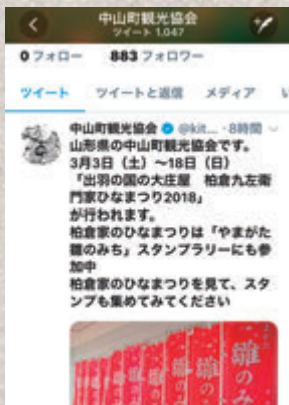 中山町観光協会
ツイート 1,047
0 フォロー 883 フォロワー
ツイート ツイートと返信 メディア い
中山町観光協会 @kit... ・8時間
山形県の中山町観光協会です。
3月3日（土）～18日（日）
「出羽の国の大庄屋 柏倉九左衛
門家ひなまつり2018」
が行われます。
柏倉家のひなまつりは「やまがた
雛のみち」スタンプラリーにも参
加中
柏倉家のひなまつりを見て、スタ
ンプも集めてみてください
雛のみ